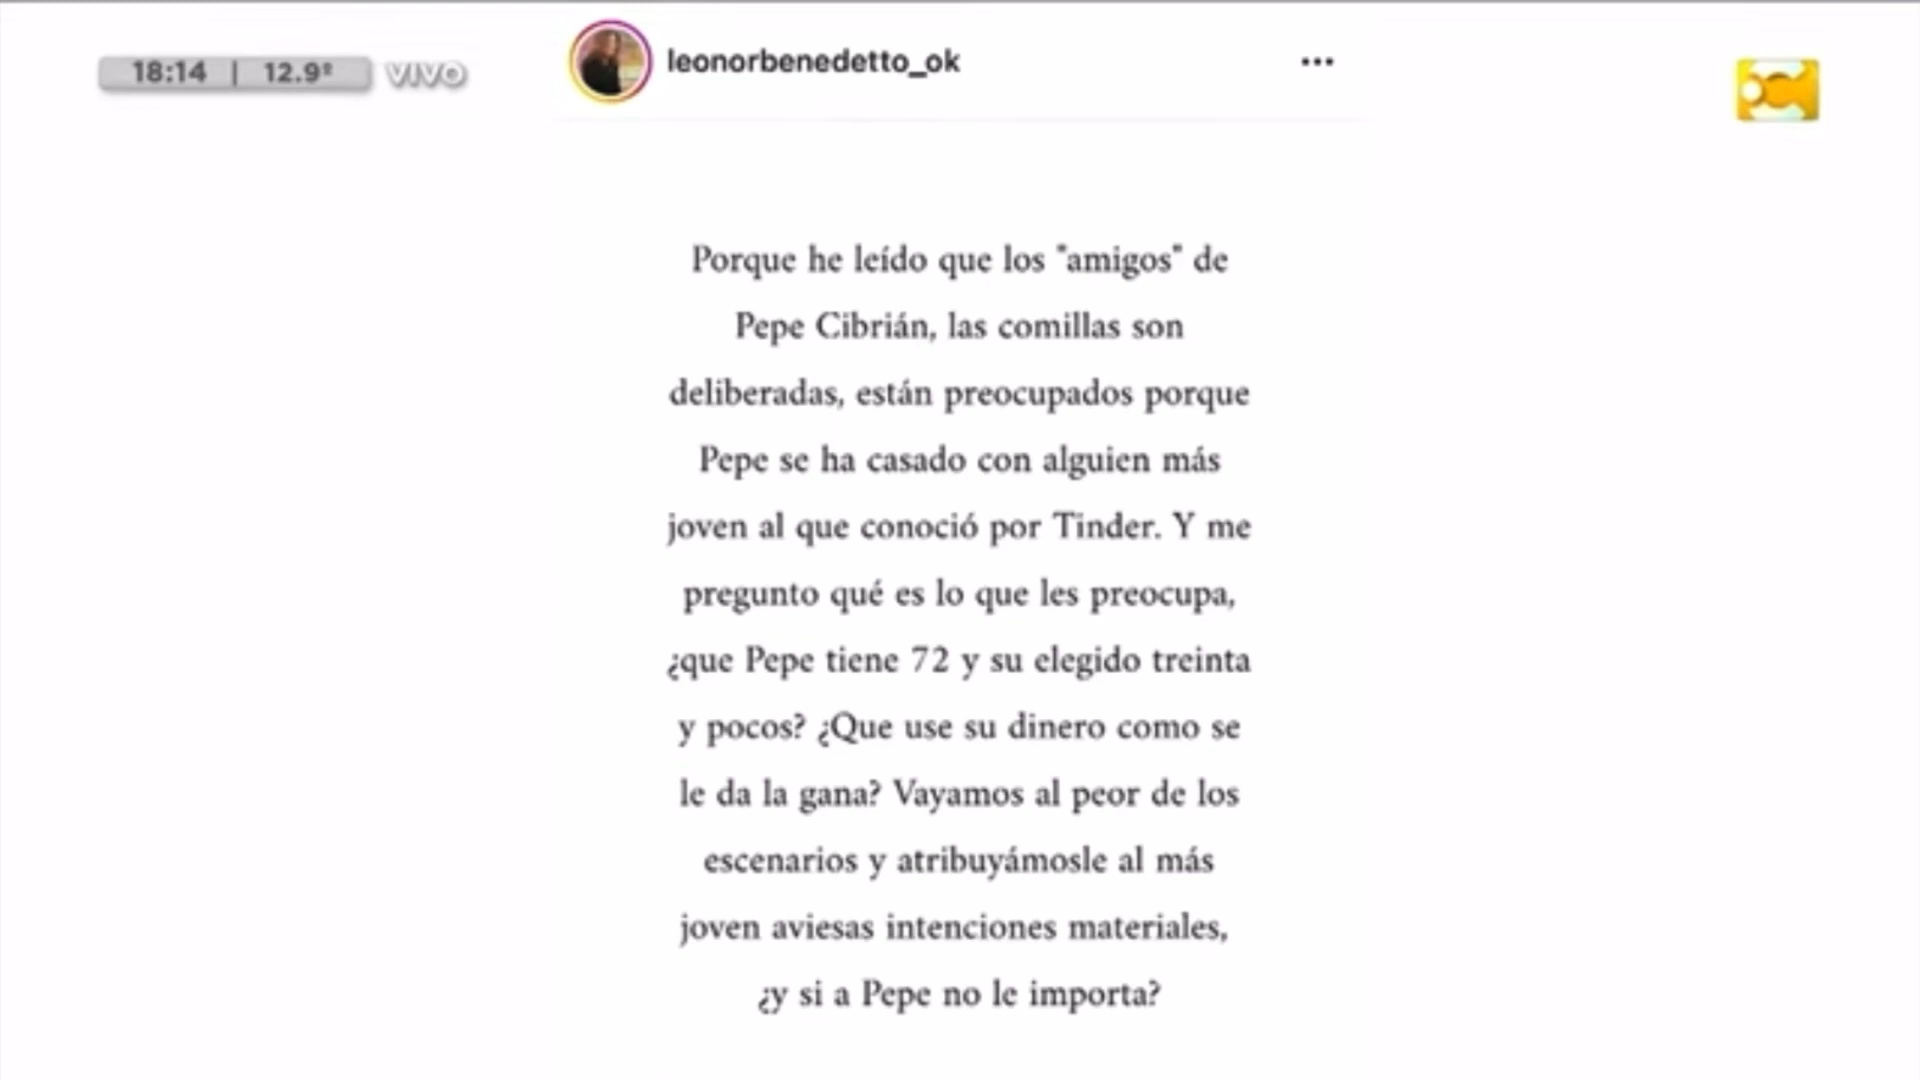 18:14 | 12.9º VIVO
leonorbenedetto_ok
Porque he leído que los "amigos" de
Pepe Cibrián, las comillas son
deliberadas, están preocupados porque
Pepe se ha casado con alguien más
joven al que conoció por Tinder. Y me
pregunto qué es lo que les preocupa,
¿que Pepe tiene 72 y su elegido treinta
y pocos? ¿Que use su dinero como se
le da la gana? Vayamos al peor de los
escenarios y atribuyámosle al más
joven aviesas intenciones materiales,
¿y si a Pepe no le importa?